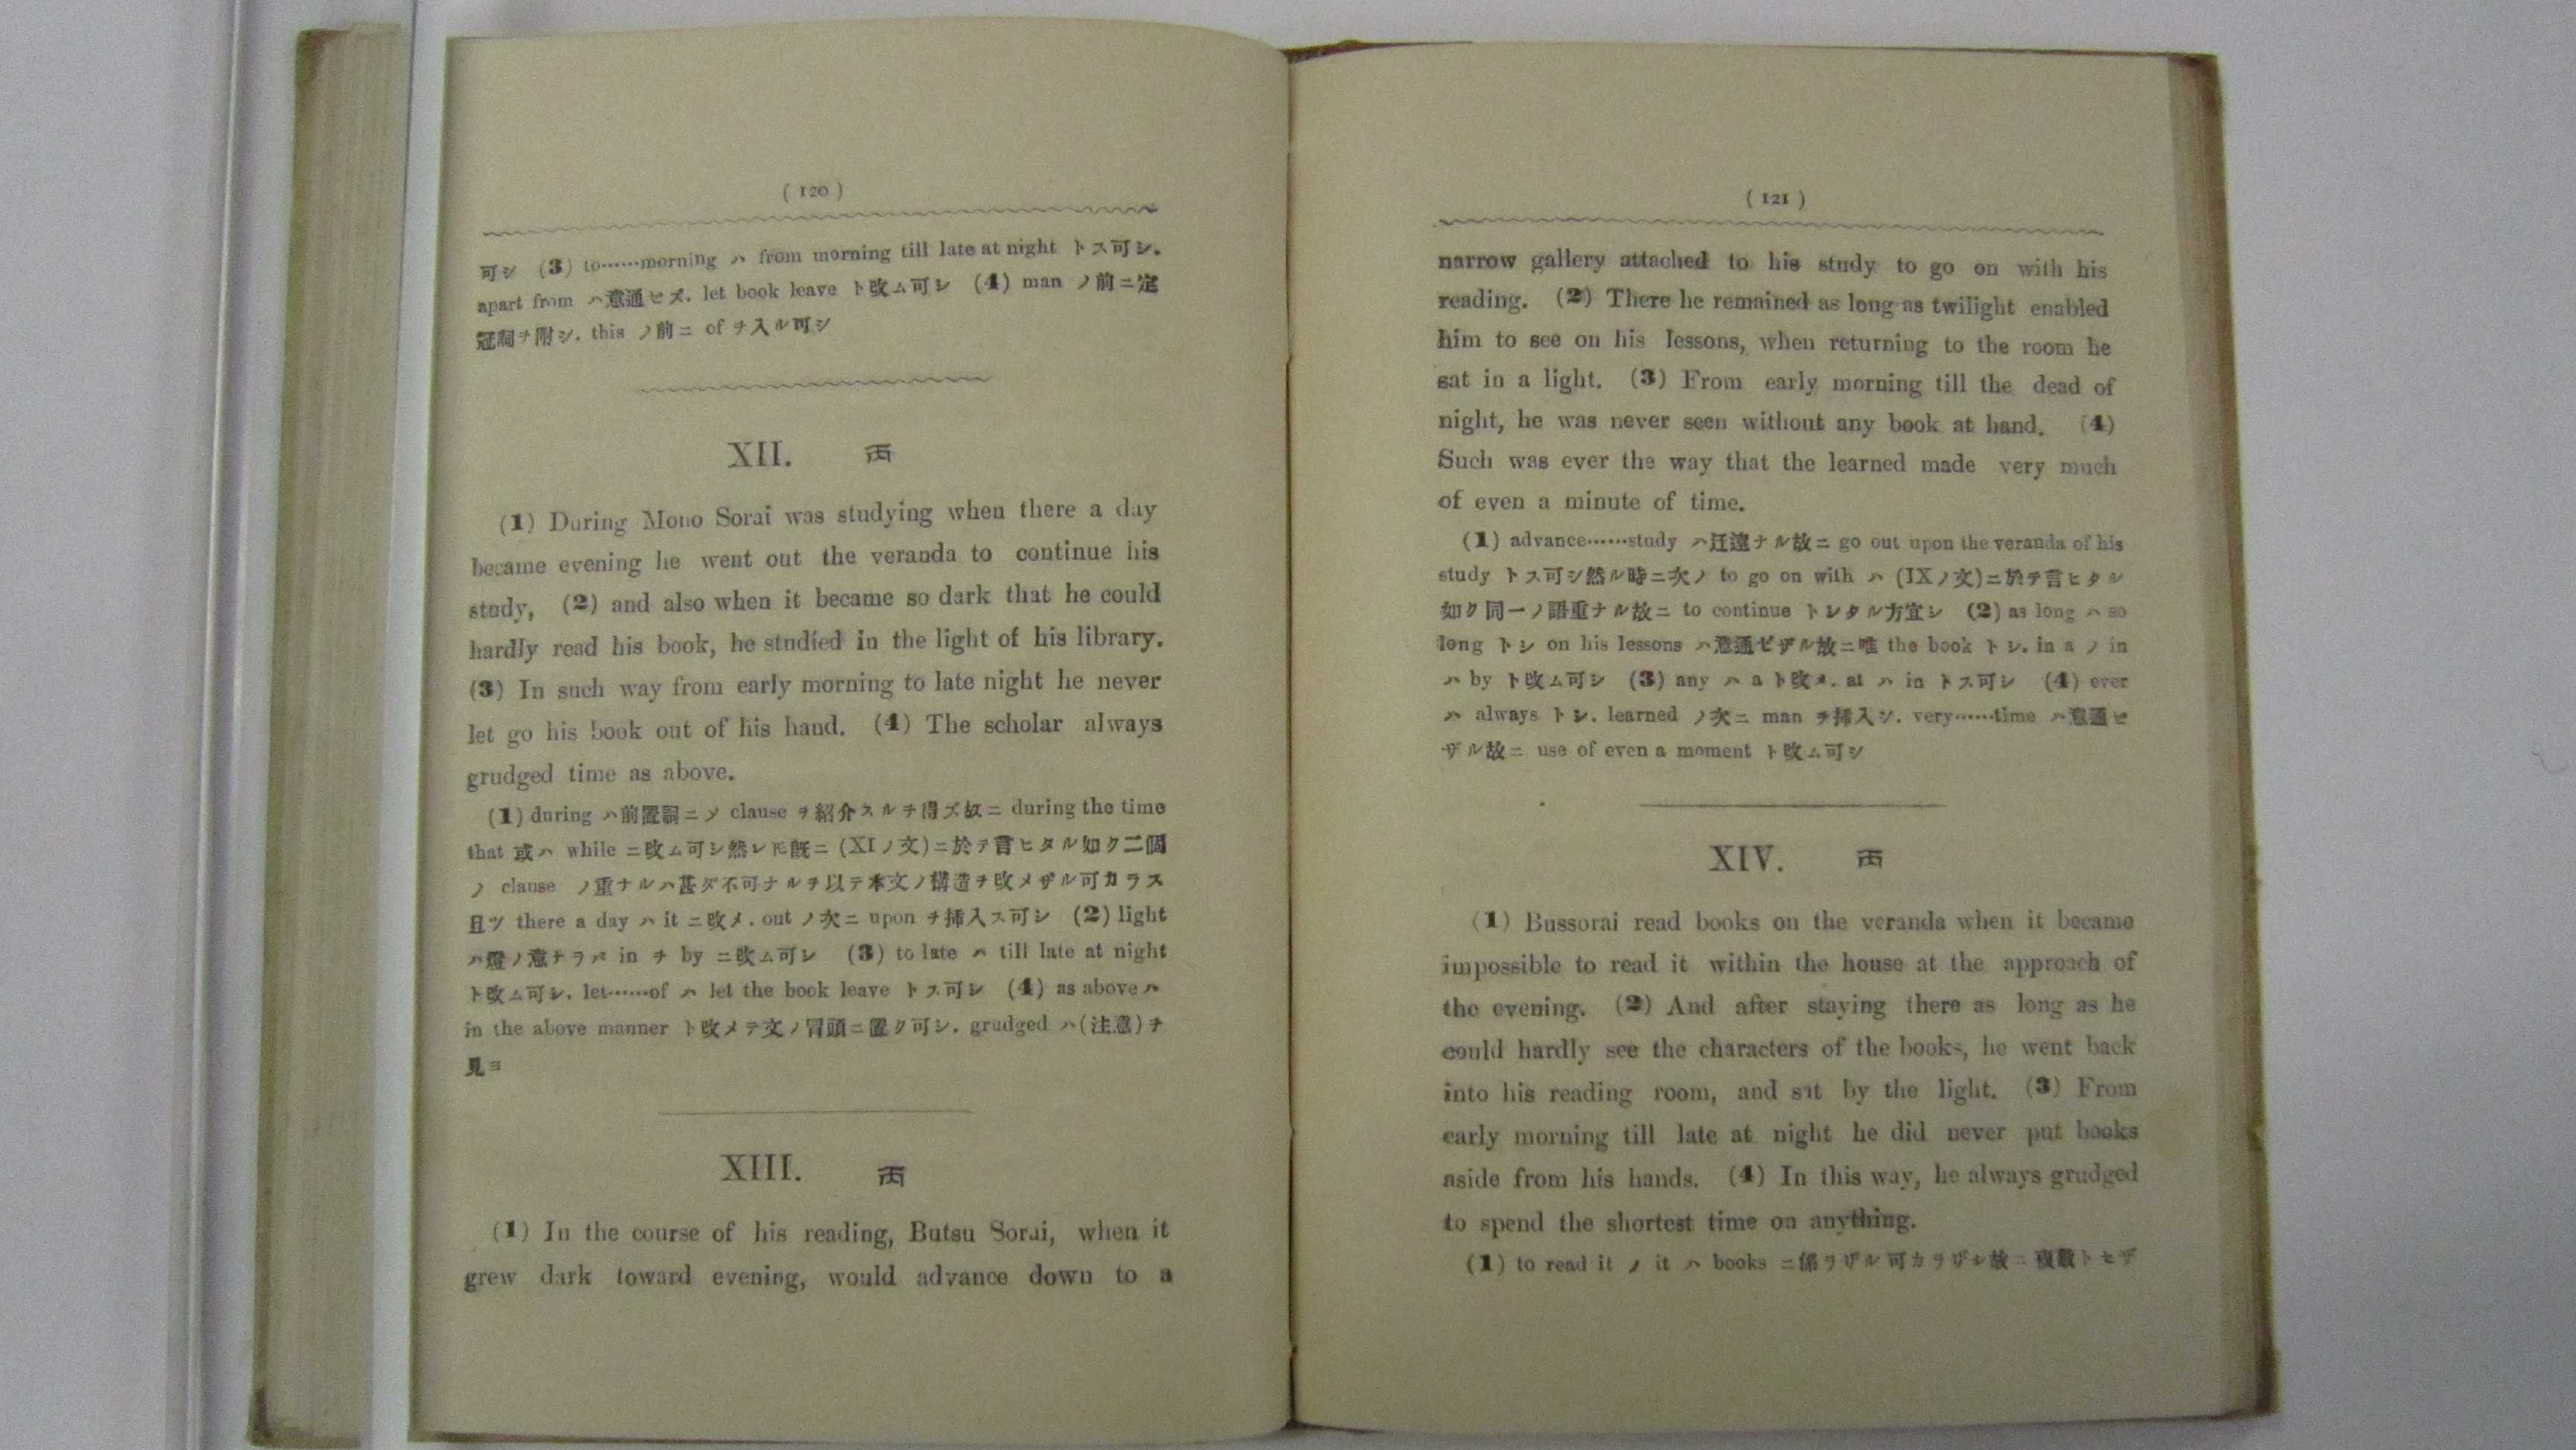 ( 120 )
可シ (3) to……morning ハ from morning till late at night トス可シ.
apart from ハ意通セズ. let book leave ト改ム可シ (4) man ノ前ニ定
冠詞ヲ附シ. this ノ前ニ of ヲ入ル可シ
XII. 丙
(1) During Mono Sorai was studying when there a day
became evening he went out the veranda to continue his
study, (2) and also when it became so dark that he could
hardly read his book, he studied in the light of his library.
(3) In such way from early morning to late night he never
let go his book out of his hand. (4) The scholar always
grudged time as above.
(1) during ハ前置詞ニシテ clause ヲ紹介スルヲ得ズ故ニ during the time
that 或ハ while ニ改ム可シ然レ𪜈既ニ (XIノ文)ニ於テ言ヒタル如ク二個
ノ clause ノ重ナルハ甚ダ不可ナルヲ以テ本文ノ構造ヲ改メザル可カラス
且ツ there a day ハ it ニ改メ. out ノ次ニ upon ヲ挿入ス可シ (2) light
ハ燈ノ意ナラバ in ヲ by ニ改ム可シ (3) to late ハ till late at night
ト改ム可シ. let……of ハ let the book leave トス可シ (4) as above ハ
in the above manner ト改メテ文ノ冒頭ニ置ク可シ. grudged ハ(注意)ヲ
見ヨ
XIII. 丙
(1) In the course of his reading, Butsu Sorai, when it
grew dark toward evening, would advance down to a
( 121 )
narrow gallery attached to his study to go on with his
reading. (2) There he remained as long as twilight enabled
him to see on his lessons, when returning to the room he
sat in a light. (3) From early morning till the dead of
night, he was never seen without any book at hand. (4)
Such was ever the way that the learned made very much
of even a minute of time.
(1) advance……study ハ迂遠ナル故ニ go out upon the veranda of his
study トス可シ然ル時ニ次ノ to go on with ハ (IXノ文)ニ於テ言ヒタル
如ク同一ノ語重ナル故ニ to continue トシタル方宜シ (2) as long ハ so
long トシ on his lessons ハ意通ゼザル故ニ唯 the book トシ. in a ノ in
ハ by ト改ム可シ (3) any ハ a ト改メ. at ハ in トス可シ (4) ever
ハ always トシ. learned ノ次ニ man ヲ挿入シ. very……time ハ意通セ
ザル故ニ use of even a moment ト改ム可シ
XIV. 丙
(1) Bussorai read books on the veranda when it became
impossible to read it within the house at the approach of
the evening. (2) And after staying there as long as he
could hardly see the characters of the books, he went back
into his reading room, and sat by the light. (3) From
early morning till late at night he did never put books
aside from his hands. (4) In this way, he always grudged
to spend the shortest time on anything.
(1) to read it ノ it ハ books ニ係ラザル可カラザル故ニ複數トセザ